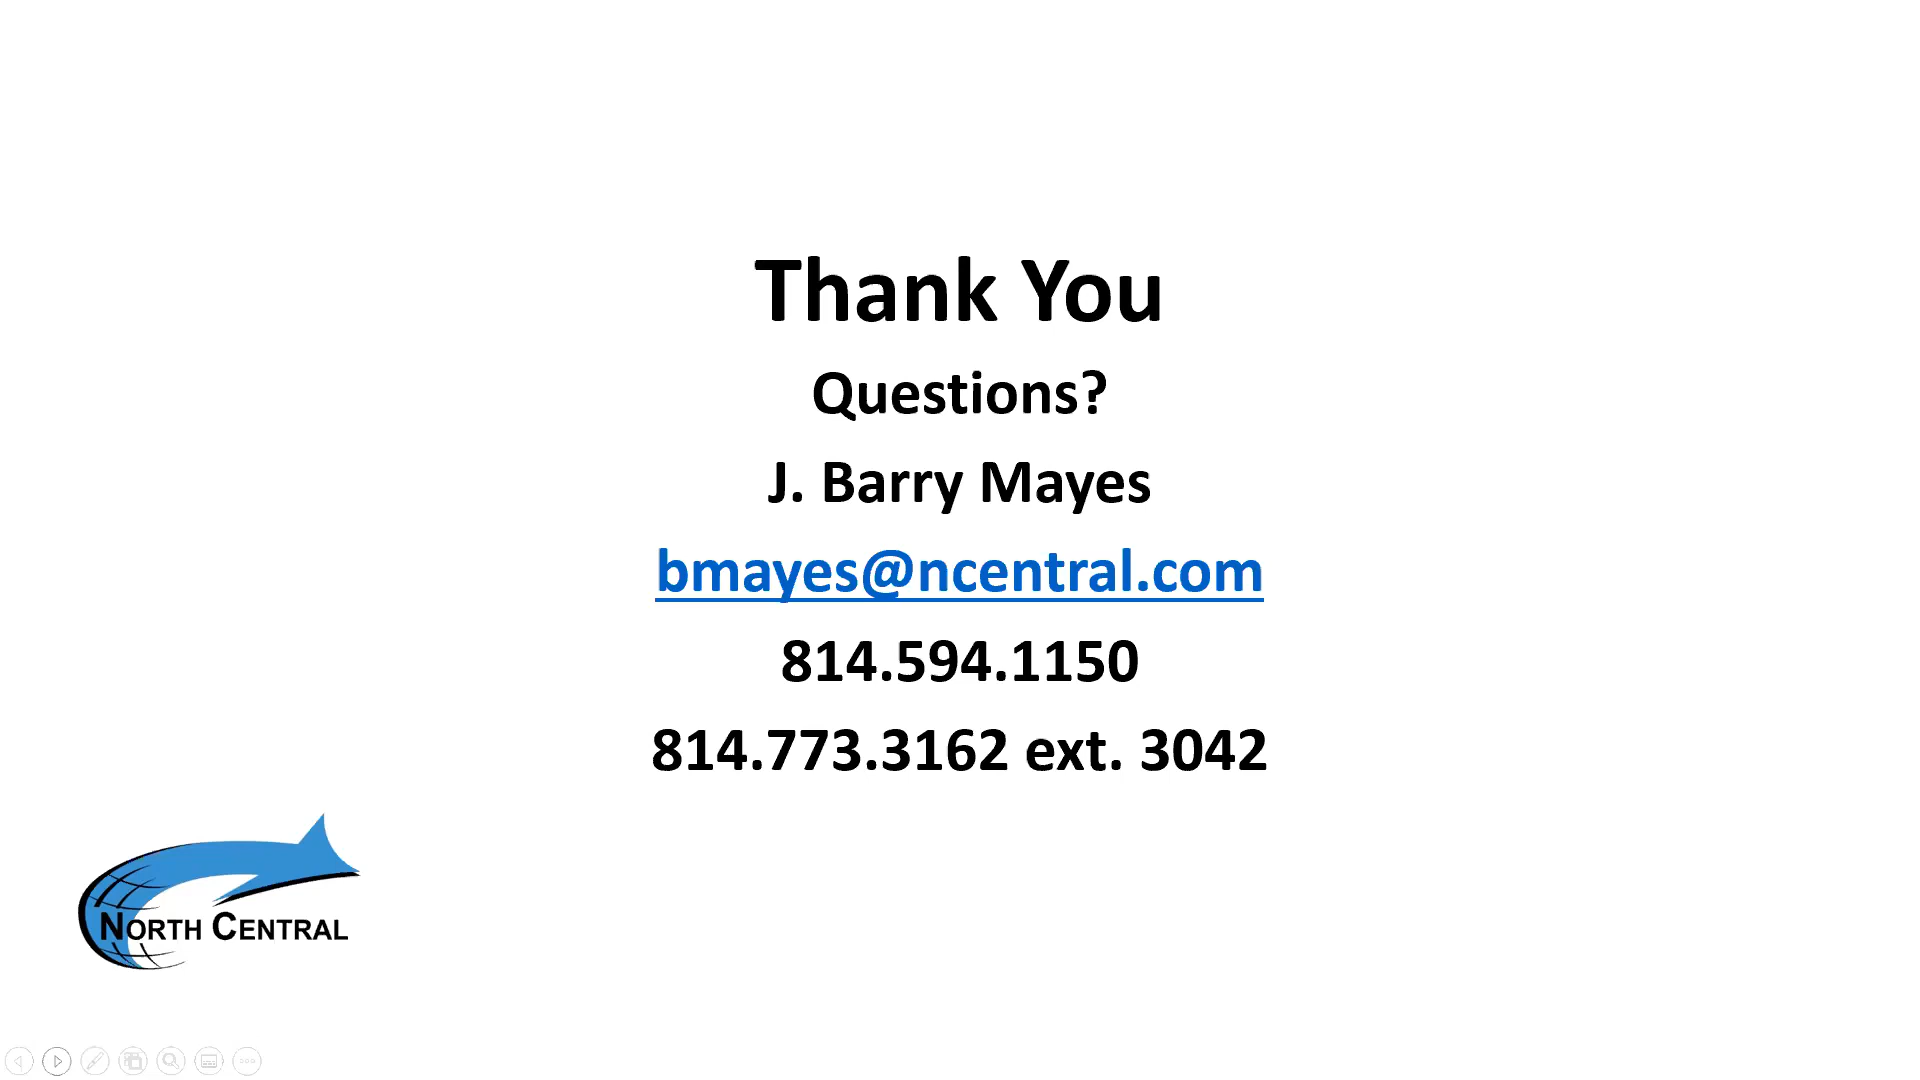 Thank You
Questions?
J. Barry Mayes
bmayes@ncentral.com
814.594.1150
814.773.3162 ext. 3042
NORTH CENTRAL